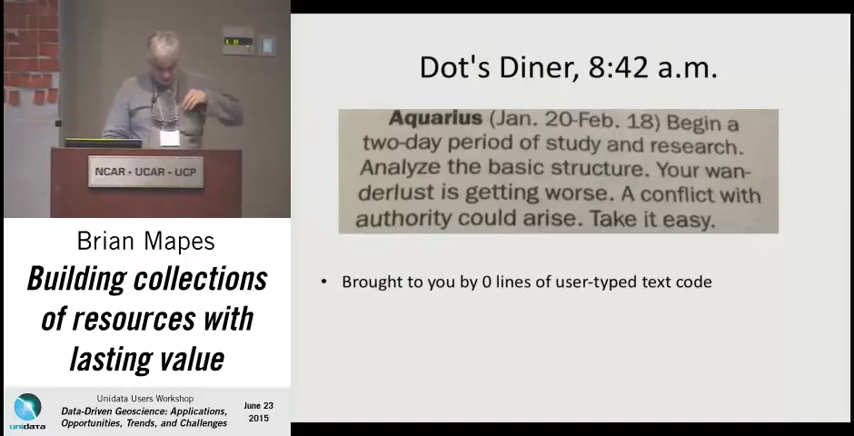 NCAR • UCAR • UCP
Brian Mapes
Building collections
of resources with
lasting value
unidata
Unidata Users Workshop
Data-Driven Geoscience: Applications,
Opportunities, Trends, and Challenges
June 23
2015
Dot's Diner, 8:42 a.m.
Aquarius (Jan. 20-Feb. 18) Begin a
two-day period of study and research.
Analyze the basic structure. Your wan-
derlust is getting worse. A conflict with
authority could arise. Take it easy.
• Brought to you by 0 lines of user-typed text code